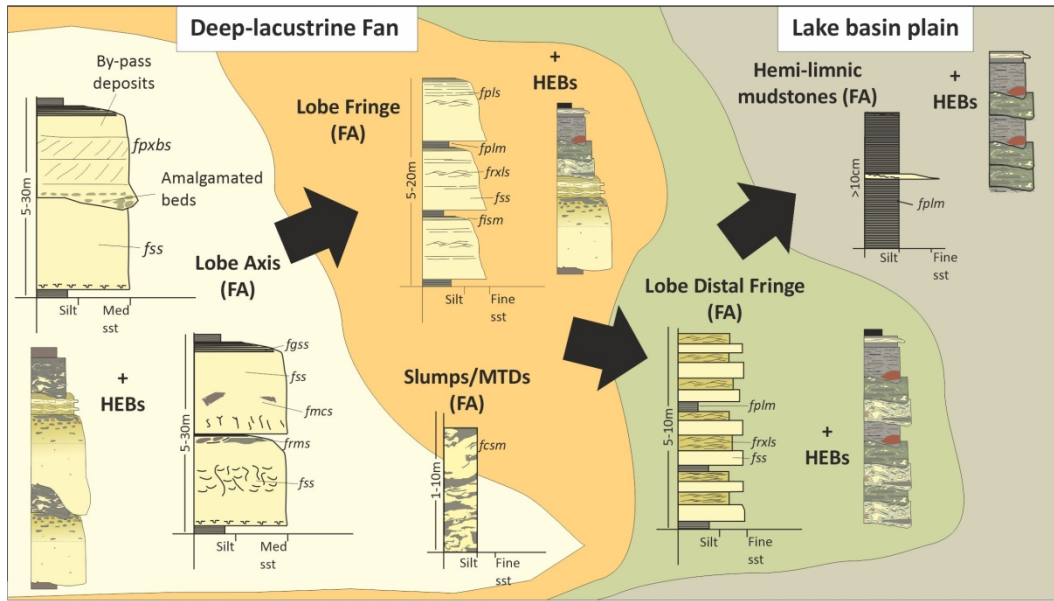 Deep-lacustrine Fan
Lake basin plain
By-pass
deposits
fpxbs
Amalgamated
beds
fss
5-30m
Silt
Med
sst
Lobe Axis
(FA)
+
HEBs
fgss
fss
fmcs
frms
fss
5-30m
Silt
Med
sst
Lobe Fringe
(FA)
fpls
fplm
frxls
fss
fism
5-20m
Silt
Fine
sst
+
HEBs
Slumps/MTDs
(FA)
fcsm
1-10m
Silt
Fine
sst
Lobe Distal Fringe
(FA)
fplm
frxls
fss
5-10m
Silt
Fine
sst
+
HEBs
Hemi-limnic
mudstones (FA)
fplm
>10cm
Silt
Fine
sst
+
HEBs